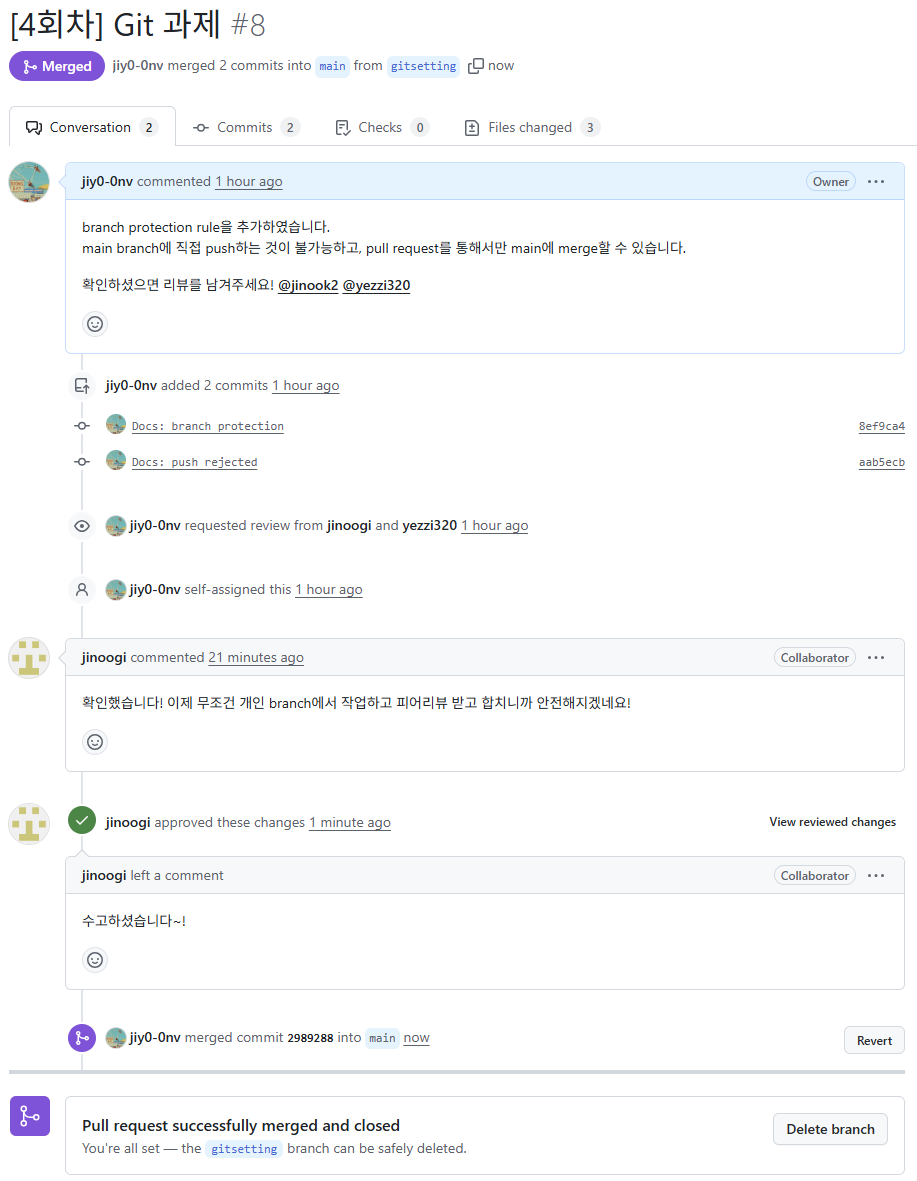 [4회차] Git 과제 #8
Merged jiy0-0nv merged 2 commits into main from gitsetting now
Conversation 2 Commits 2 Checks 0 Files changed 3
jiy0-0nv commented 1 hour ago Owner
branch protection rule을 추가하였습니다.
main branch에 직접 push하는 것이 불가능하고, pull request를 통해서만 main에 merge할 수 있습니다.
확인하셨으면 리뷰를 남겨주세요! @jinook2 @yezzi320
jiy0-0nv added 2 commits 1 hour ago
Docs: branch protection 8ef9ca4
Docs: push rejected aab5ecb
jiy0-0nv requested review from jinoogi and yezzi320 1 hour ago
jiy0-0nv self-assigned this 1 hour ago
jinoogi commented 21 minutes ago Collaborator
확인했습니다! 이제 무조건 개인 branch에서 작업하고 피어리뷰 받고 합치니까 안전해지겠네요!
jinoogi approved these changes 1 minute ago View reviewed changes
jinoogi left a comment Collaborator
수고하셨습니다~!
jiy0-0nv merged commit 2989288 into main now Revert
Pull request successfully merged and closed
You're all set — the gitsetting branch can be safely deleted.
Delete branch